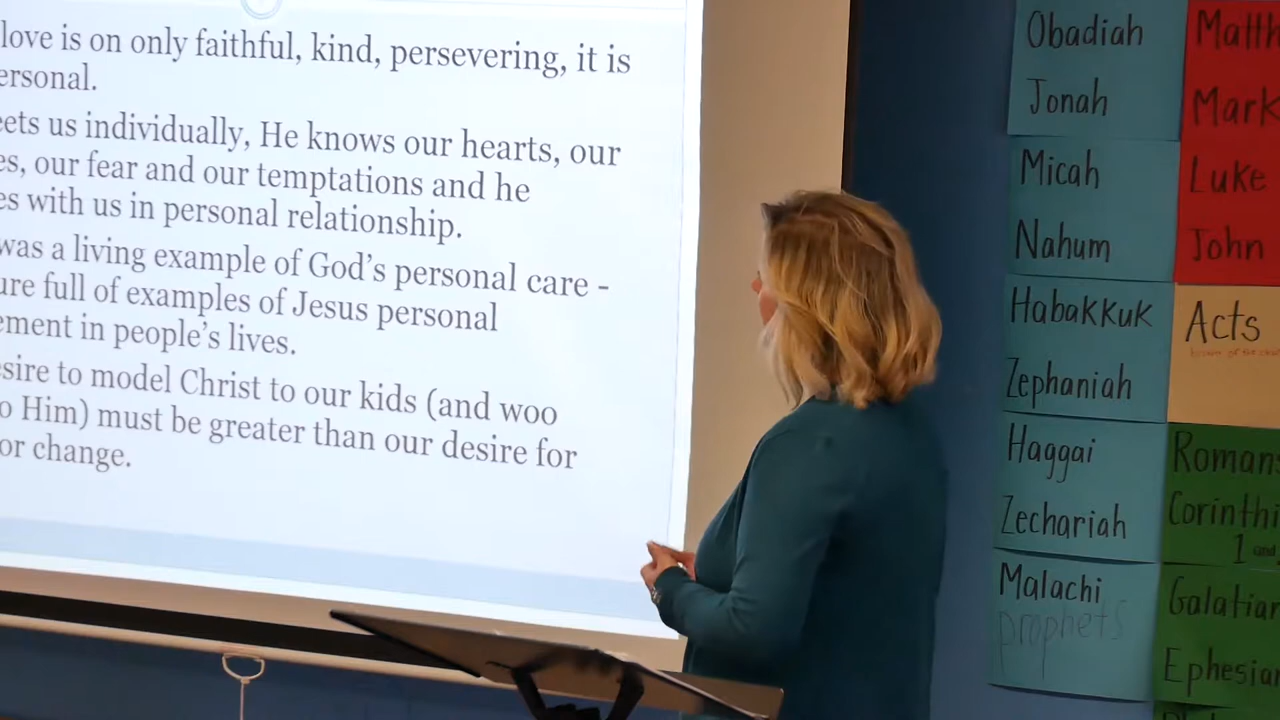 love is on only faithful, kind, persevering, it is
ersonal.
eets us individually, He knows our hearts, our
es, our fear and our temptations and he
es with us in personal relationship.
was a living example of God's personal care -
ure full of examples of Jesus personal
ement in people's lives.
sire to model Christ to our kids (and woo
o Him) must be greater than our desire for
or change.
Obadiah
Jonah
Micah
Nahum
Habakkuk
Zephaniah
Haggai
Zechariah
Malachi
prophets
Matth
Mark
Luke
John
Acts
Romans
Corinthi
1 and
Galatian
Ephesia